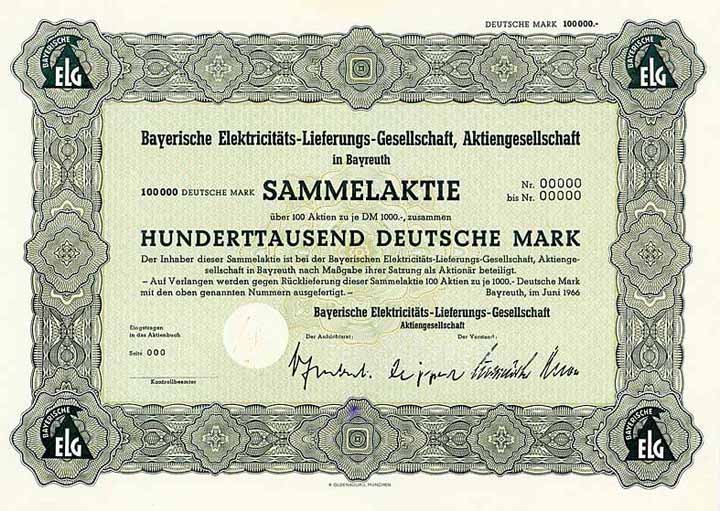 DEUTSCHE MARK 100000.-
BAYERISCHE ELG
BAYERISCHE ELG
Bayerische Elektricitäts-Lieferungs-Gesellschaft, Aktiengesellschaft
in Bayreuth
100000 DEUTSCHE MARK SAMMELAKTIE Nr. 00000
bis Nr. 00000
über 100 Aktien zu je DM 1000.-, zusammen
HUNDERTTAUSEND DEUTSCHE MARK
Der Inhaber dieser Sammelaktie ist bei der Bayerischen Elektricitäts-Lieferungs-Gesellschaft, Aktienge-
sellschaft in Bayreuth nach Maßgabe ihrer Satzung als Aktionär beteiligt.
– Auf Verlangen werden gegen Rücklieferung dieser Sammelaktie 100 Aktien zu je 1000.- Deutsche Mark
mit den oben genannten Nummern ausgefertigt. – Bayreuth, im Juni 1966
Bayerische Elektricitäts-Lieferungs-Gesellschaft
Aktiengesellschaft
Eingetragen
in das Aktienbuch
Der Aufsichtsrat:
Der Vorstand:
Seite 000
Kontrollbeamter
BAYERISCHE ELG
BAYERISCHE ELG
R. OLDENBOURG, MÜNCHEN